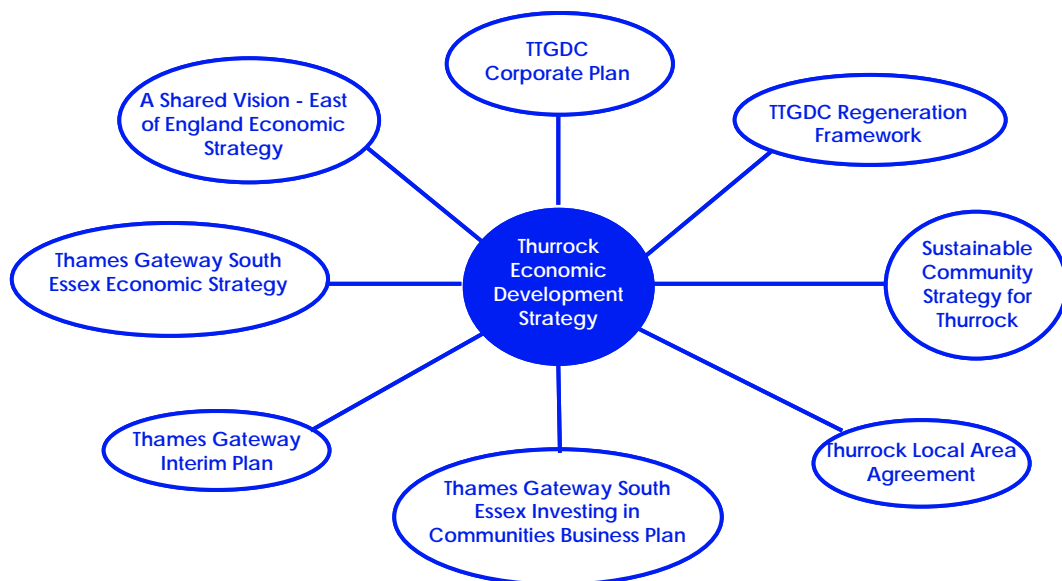 TTGDC
Corporate Plan
A Shared Vision - East
of England Economic
Strategy
TTGDC Regeneration
Framework
Thames Gateway South
Essex Economic Strategy
Thurrock
Economic
Development
Strategy
Sustainable
Community
Strategy for
Thurrock
Thames Gateway
Interim Plan
Thames Gateway South
Essex Investing in
Communities Business Plan
Thurrock Local Area
Agreement